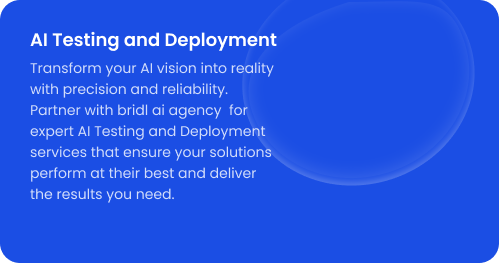 AI Testing and Deployment
Transform your AI vision into reality
with precision and reliability.
Partner with bridl ai agency  for
expert AI Testing and Deployment
services that ensure your solutions
perform at their best and deliver
the results you need.